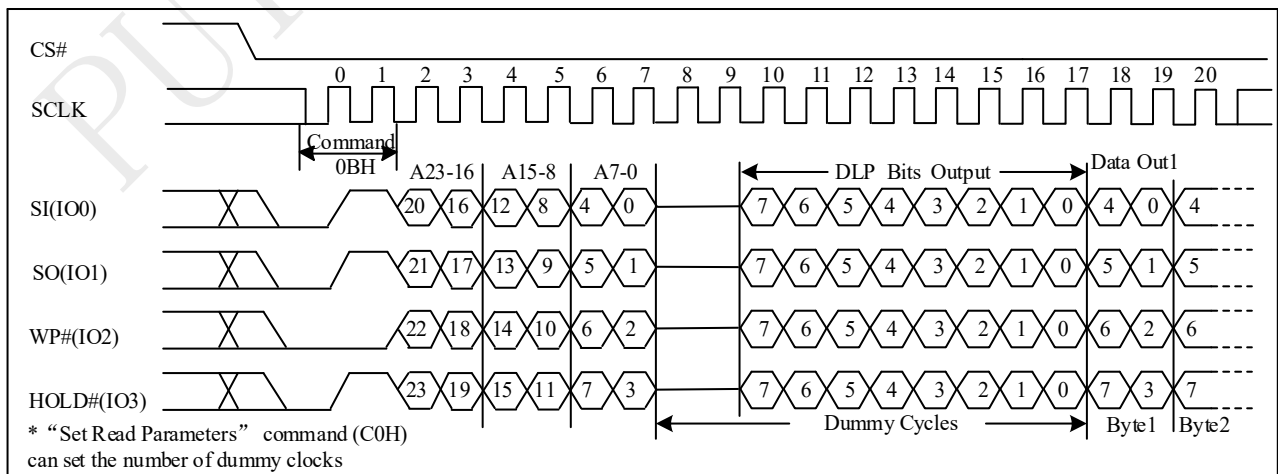 PUY
CS#
0 1 2 3 4 5 6 7 8 9 10 11 12 13 14 15 16 17 18 19 20
SCLK
Command
0BH
A23-16 A15-8 A7-0 DLP Bits Output Data Out1
SI(IO0) 20 16 12 8 4 0 7 6 5 4 3 2 1 0 4 0 4
SO(IO1) 21 17 13 9 5 1 7 6 5 4 3 2 1 0 5 1 5
WP#(IO2) 22 18 14 10 6 2 7 6 5 4 3 2 1 0 6 2 6
HOLD#(IO3) 23 19 15 11 7 3 7 6 5 4 3 2 1 0 7 3 7
Dummy Cycles Byte1 Byte2
* “Set Read Parameters” command (C0H)
can set the number of dummy clocks